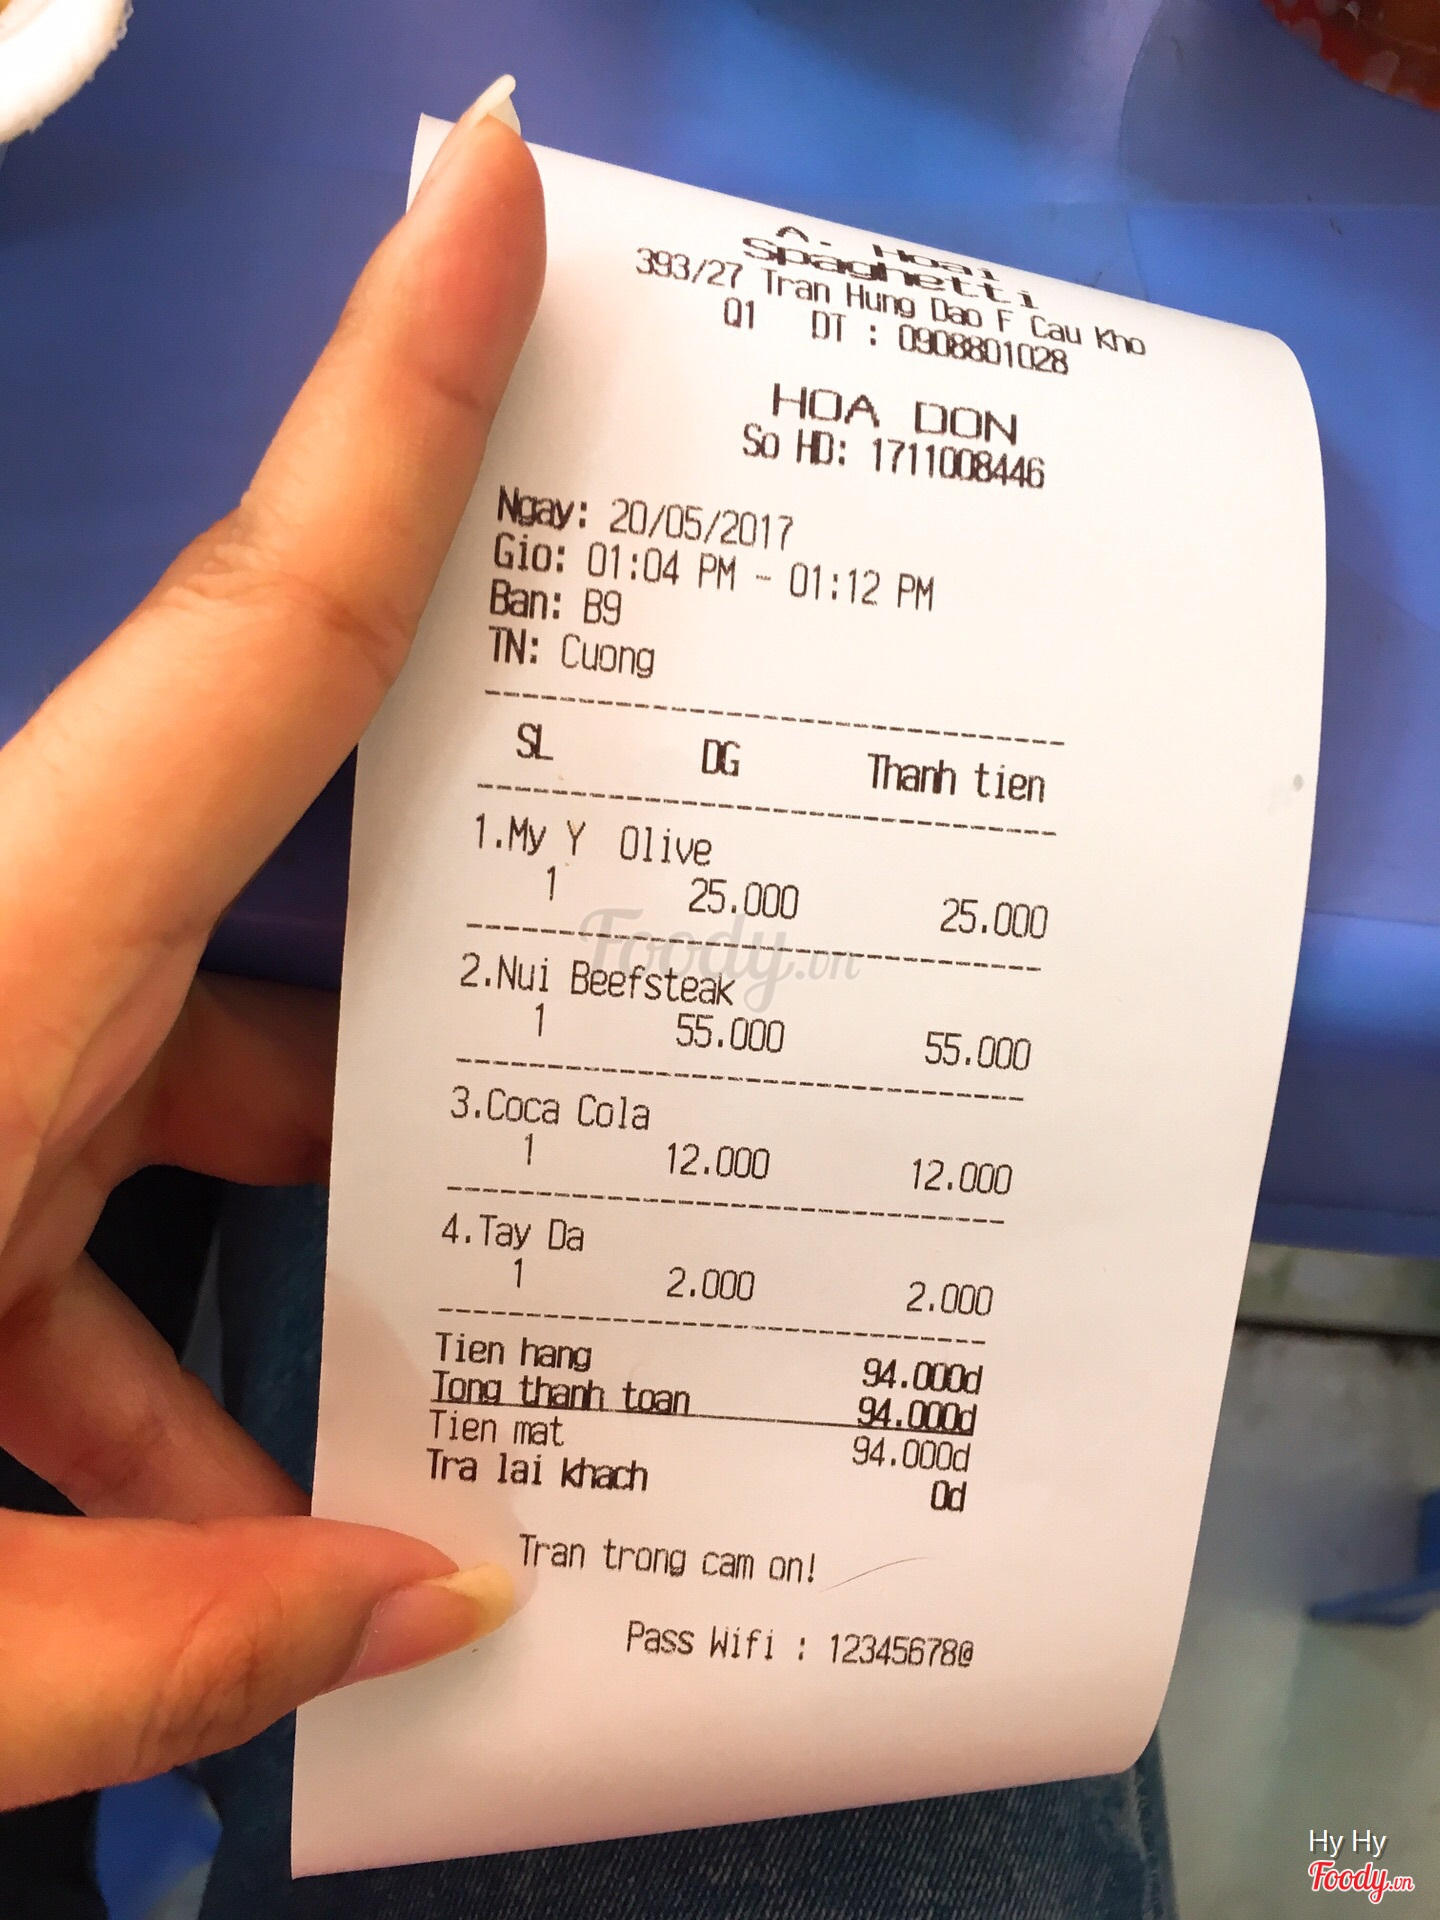 A. Hoai
Spaghetti
393/27 Tran Hung Dao F Cau Kho
Q1 DT : 0908801028
HOA DON
So HD: 1711008446
Ngay: 20/05/2017
Gio: 01:04 PM - 01:12 PM
Ban: B9
TN: Cuong
SL DG Thanh tien
1.My Y Olive
1 25.000 25.000
Foody.vn
2.Nui Beefsteak
1 55.000 55.000
3.Coca Cola
1 12.000 12.000
4.Tay Da
1 2.000 2.000
Tien hang 94.000d
Tong thanh toan 94.000d
Tien mat 94.000d
Tra lai khach 0d
Tran trong cam on!
Pass Wifi : 12345678@
Hy Hy
Foody.vn